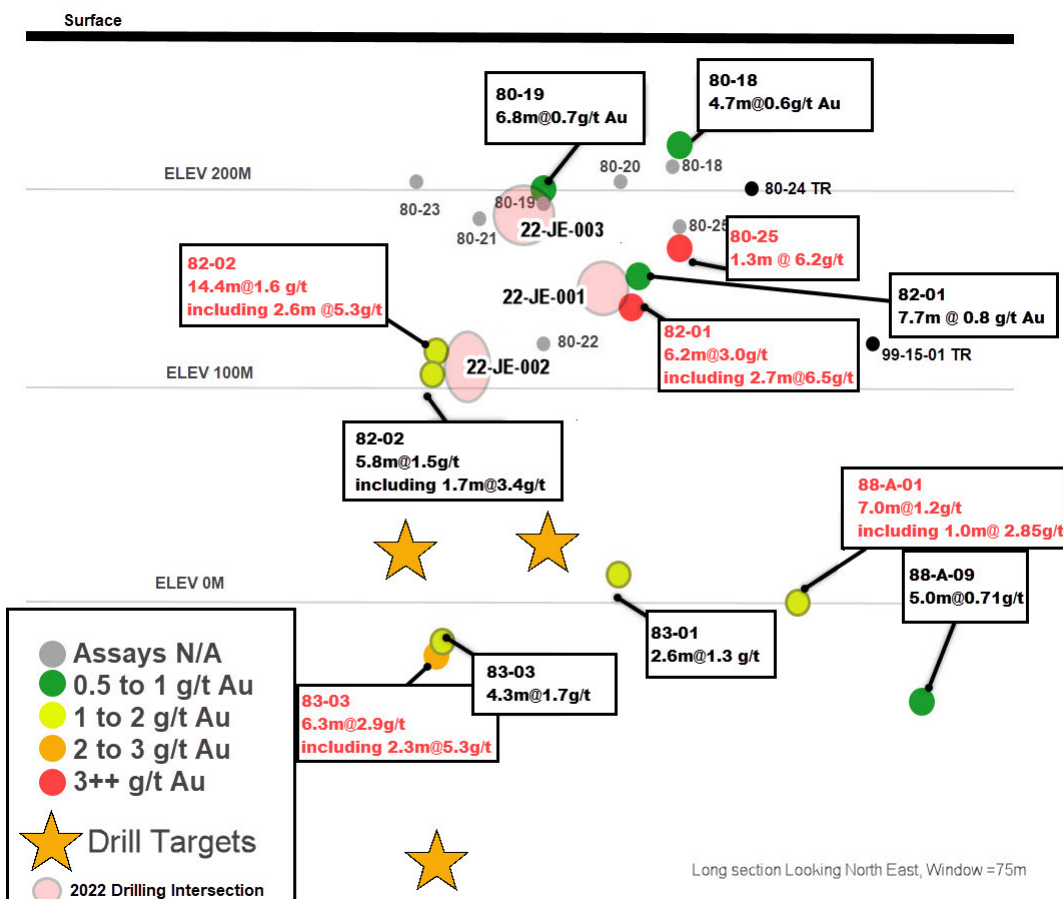 Surface
80-19
6.8m@0.7g/t Au
80-18
4.7m@0.6g/t Au
ELEV 200M
80-23
80-21
80-19
80-20
80-18
80-24 TR
22-JE-003
80-25
80-25
1.3m @ 6.2g/t
82-02
14.4m@1.6 g/t
including 2.6m @5.3g/t
22-JE-001
82-01
7.7m @ 0.8 g/t Au
82-01
6.2m@3.0g/t
including 2.7m@6.5g/t
80-22
99-15-01 TR
22-JE-002
ELEV 100M
82-02
5.8m@1.5g/t
including 1.7m@3.4g/t
88-A-01
7.0m@1.2g/t
including 1.0m@ 2.85g/t
ELEV 0M
88-A-09
5.0m@0.71g/t
83-01
2.6m@1.3 g/t
83-03
4.3m@1.7g/t
83-03
6.3m@2.9g/t
including 2.3m@5.3g/t
Assays N/A
0.5 to 1 g/t Au
1 to 2 g/t Au
2 to 3 g/t Au
3++ g/t Au
Drill Targets
2022 Drilling Intersection
Long section Looking North East, Window =75m